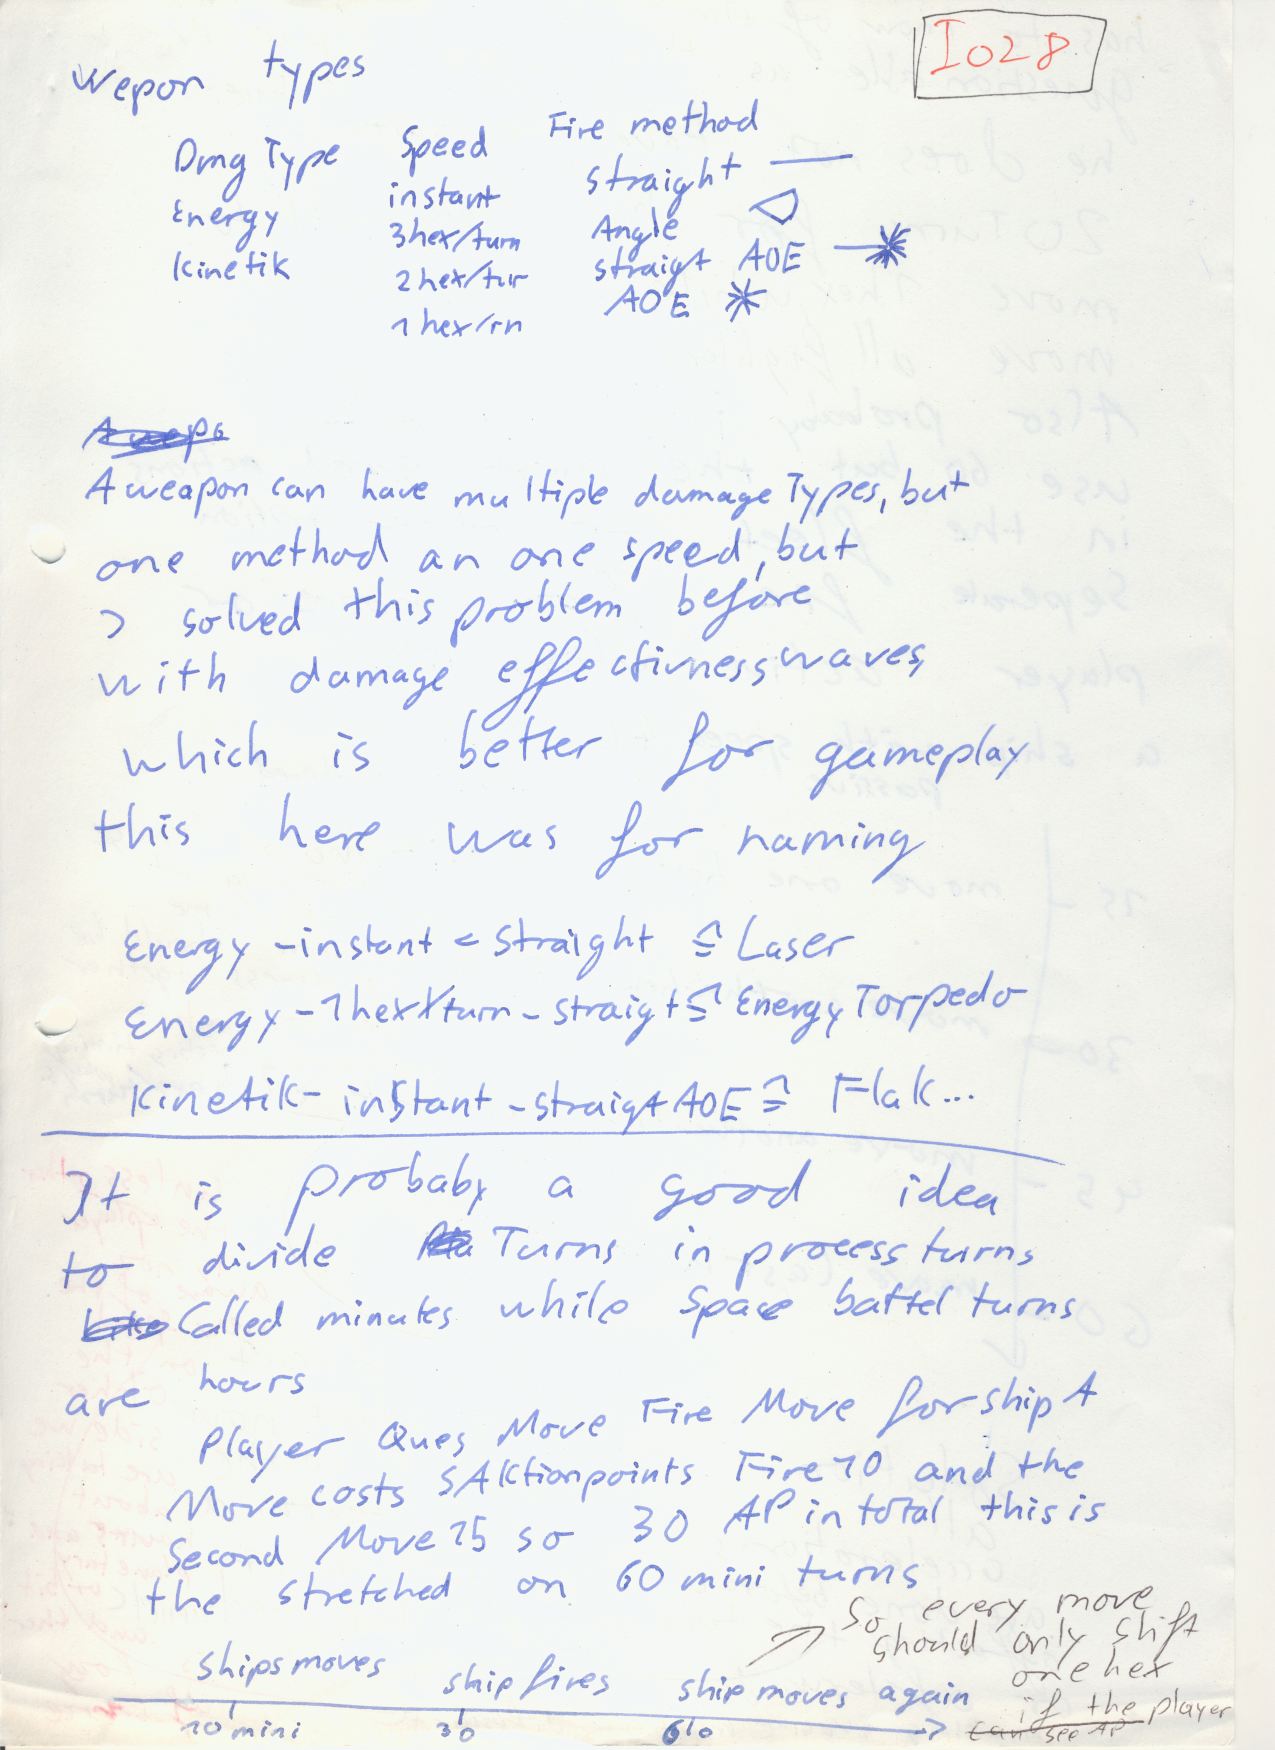 Io28
Wepon types
Dmg Type Speed Fire method
Energy instant straight
Kinetik 3hex/turn Angle
2hex/tur straigt AOE
1hex/rn AOE
A weapon can have multiple damage Types, but
one method an one speed, but
I solved this problem before
with damage effectivness waves,
which is better for gameplay
this here was for naming
Energy - instant - straight ≙ Laser
Energy - 1hex/turn - straigt ≙ Energy Torpedo
Kinetik - instant - straigt AOE ≙ Flak...
It is probaby a good idea
to divide Turns in process turns
called minutes while space battel turns
are hours
Player Ques Move Fire Move for ship A
Move costs 5 Aktionpoints Fire 10 and the
second Move 15 so 30 AP in total this is
the stretched on 60 mini turns
ships moves ship fires ship moves again
10 mini 30 60
So every move
should only shift
one hex
if the player
can see AP